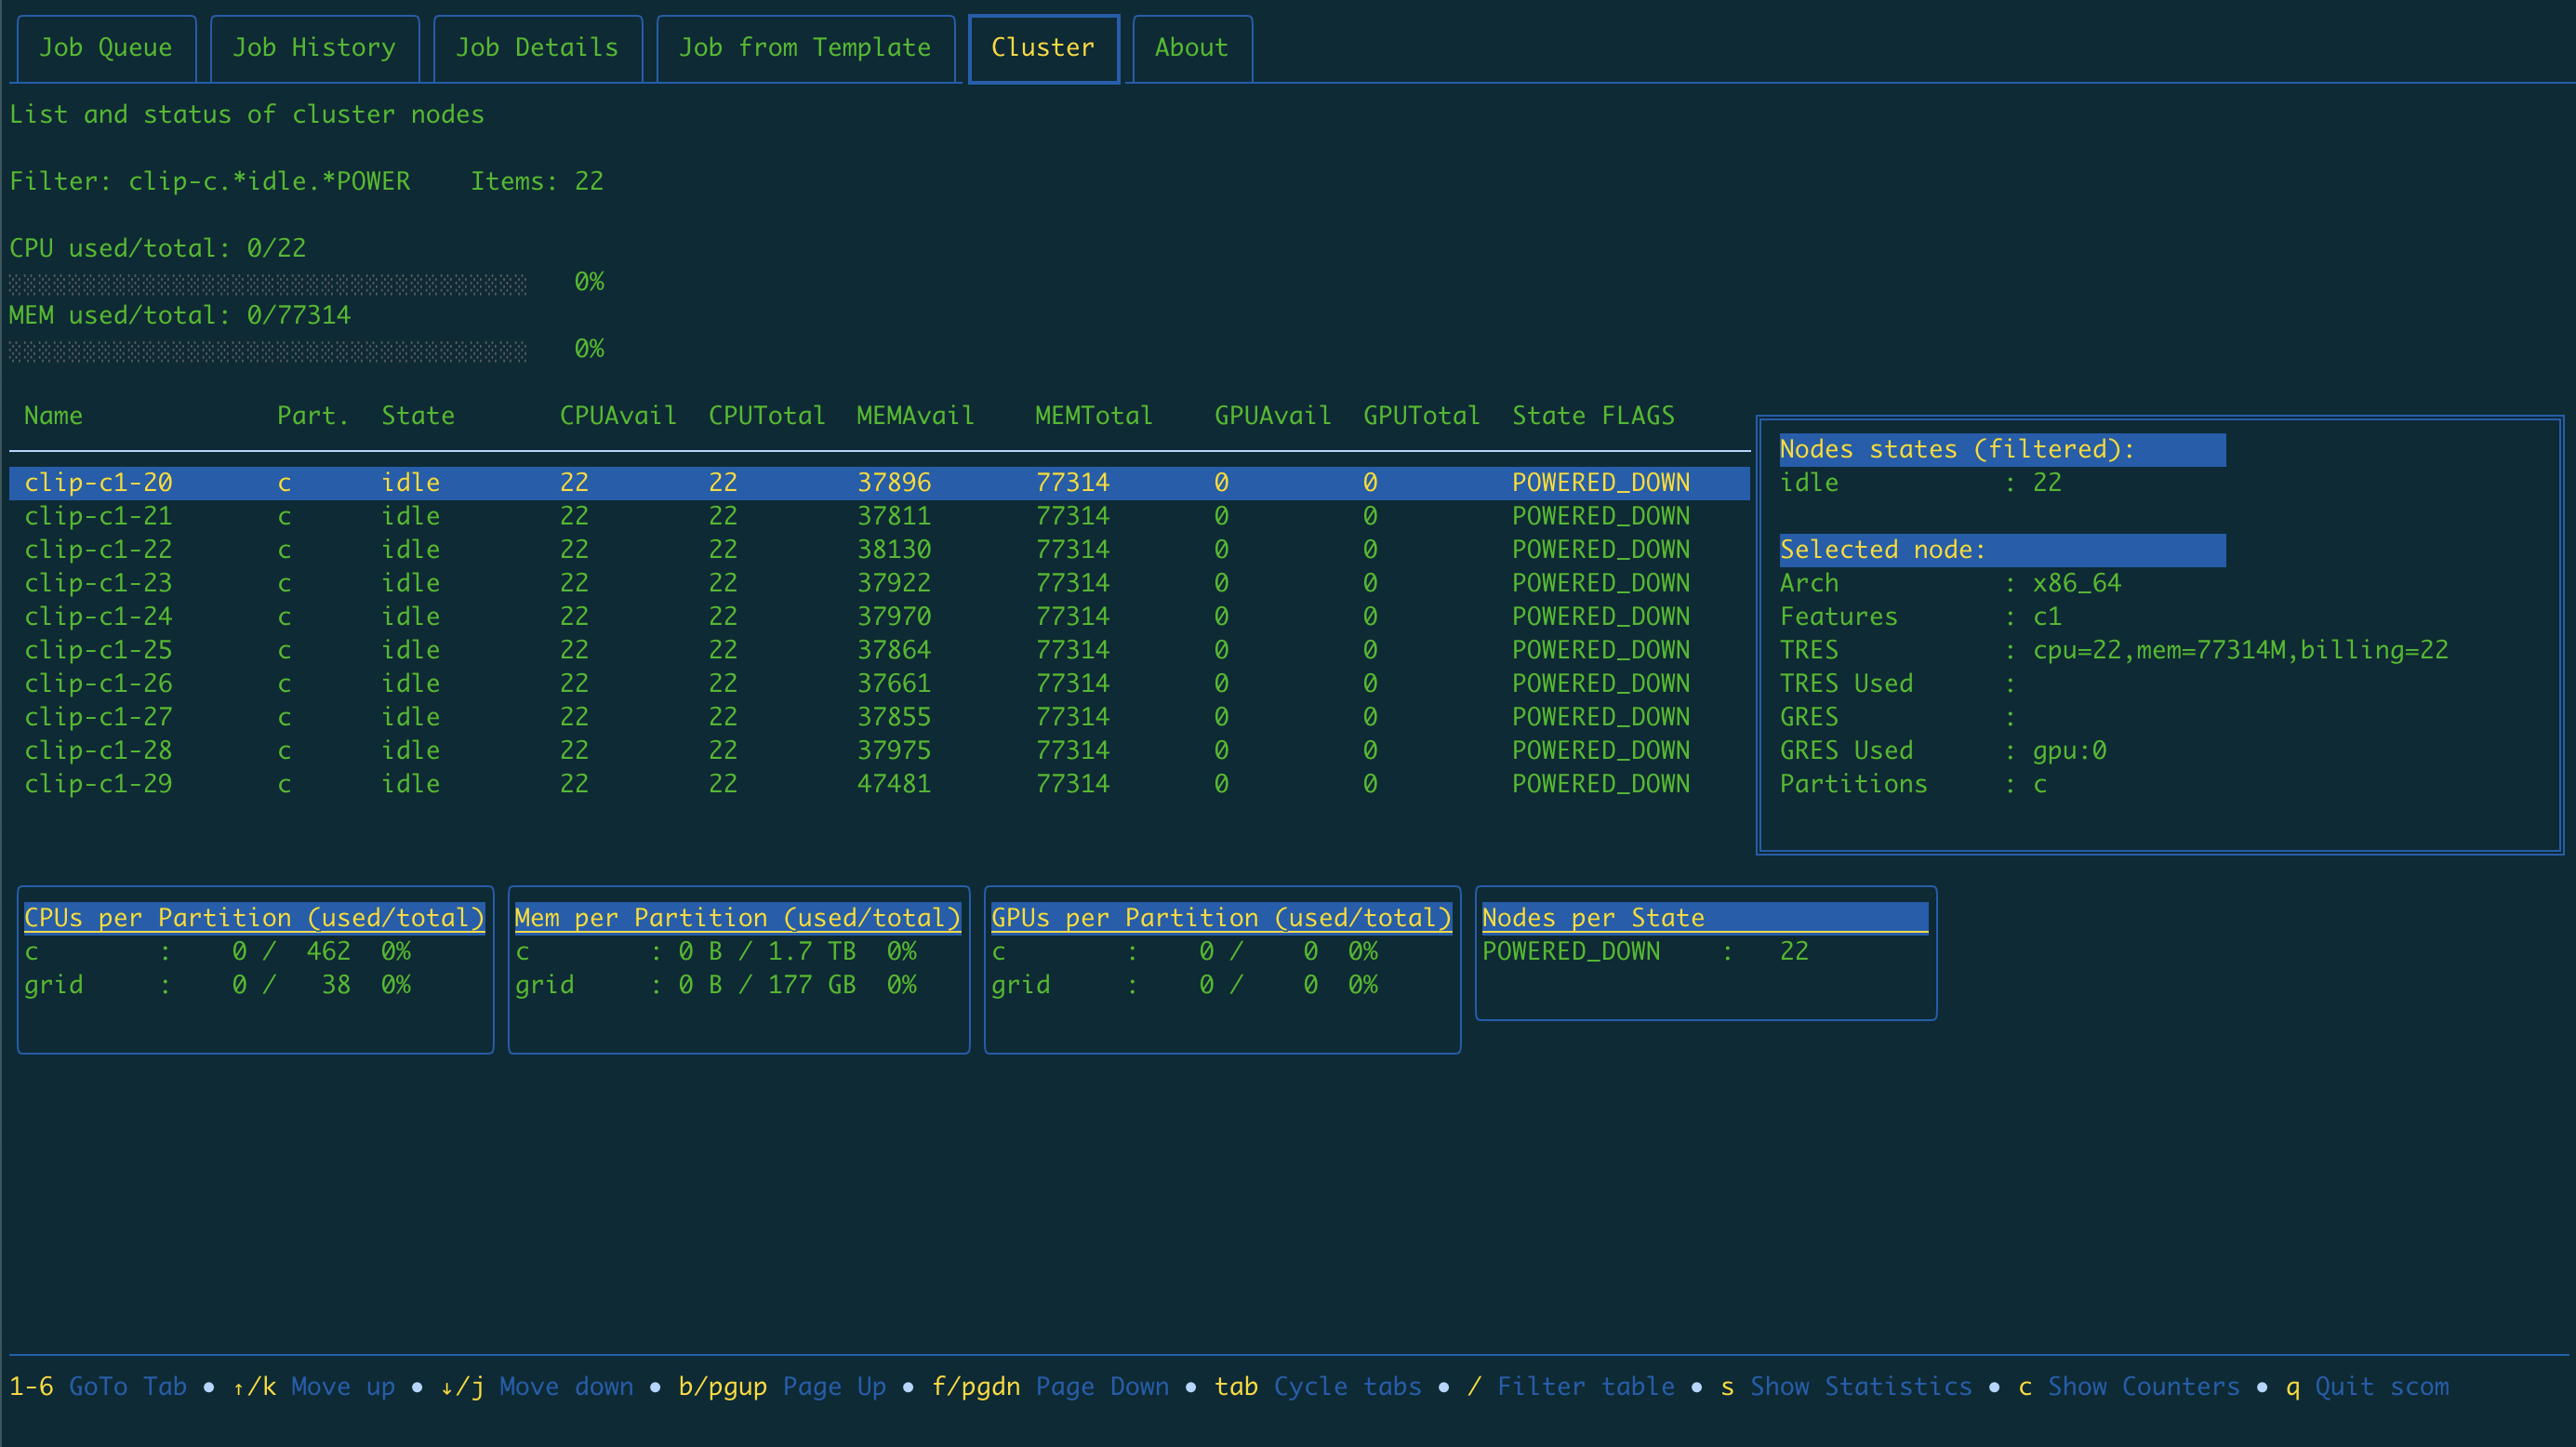 Job Queue Job History Job Details Job from Template Cluster About
List and status of cluster nodes
Filter: clip-c.*idle.*POWER Items: 22
CPU used/total: 0/22
0%
MEM used/total: 0/77314
0%
Name Part. State CPUAvail CPUTotal MEMAvail MEMTotal GPUAvail GPUTotal State FLAGS
clip-c1-20 c idle 22 22 37896 77314 0 0 POWERED_DOWN
clip-c1-21 c idle 22 22 37811 77314 0 0 POWERED_DOWN
clip-c1-22 c idle 22 22 38130 77314 0 0 POWERED_DOWN
clip-c1-23 c idle 22 22 37922 77314 0 0 POWERED_DOWN
clip-c1-24 c idle 22 22 37970 77314 0 0 POWERED_DOWN
clip-c1-25 c idle 22 22 37864 77314 0 0 POWERED_DOWN
clip-c1-26 c idle 22 22 37661 77314 0 0 POWERED_DOWN
clip-c1-27 c idle 22 22 37855 77314 0 0 POWERED_DOWN
clip-c1-28 c idle 22 22 37975 77314 0 0 POWERED_DOWN
clip-c1-29 c idle 22 22 47481 77314 0 0 POWERED_DOWN
Nodes states (filtered):
idle : 22
Selected node:
Arch : x86_64
Features : c1
TRES : cpu=22,mem=77314M,billing=22
TRES Used :
GRES :
GRES Used : gpu:0
Partitions : c
CPUs per Partition (used/total)
c : 0 / 462 0%
grid : 0 / 38 0%
Mem per Partition (used/total)
c : 0 B / 1.7 TB 0%
grid : 0 B / 177 GB 0%
GPUs per Partition (used/total)
c : 0 / 0 0%
grid : 0 / 0 0%
Nodes per State
POWERED_DOWN : 22
1-6 GoTo Tab • ↑/k Move up • ↓/j Move down • b/pgup Page Up • f/pgdn Page Down • tab Cycle tabs • / Filter table • s Show Statistics • c Show Counters • q Quit scom